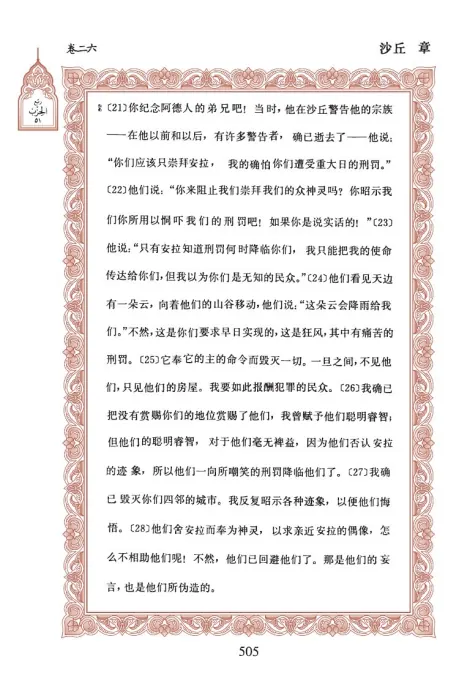 卷二六 沙丘 章
ربع
الحزب
٥١
〔21〕你纪念阿德人的弟兄吧! 当时, 他在沙丘警告他的宗族
——在他以前和以后, 有许多警告者, 确已逝去了——他说:
“你们应该只崇拜安拉, 我的确怕你们遭受重大日的刑罚。”
〔22〕他们说: “你来阻止我们崇拜我们的众神灵吗? 你昭示我
们你所用以恫吓我们的刑罚吧! 如果你是说实话的! ”〔23〕
他说: “只有安拉知道刑罚何时降临你们, 我只能把我的使命
传达给你们, 但我以为你们是无知的民众。”〔24〕他们看见天边
有一朵云, 向着他们的山谷移动, 他们说: “这朵云会降雨给我
们。”不然, 这是你们要求早日实现的, 这是狂风, 其中有痛苦的
刑罚。〔25〕它奉它的主的命令而毁灭一切。一旦之间, 不见他
们, 只见他们的房屋。我要如此报酬犯罪的民众。〔26〕我确已
把没有赏赐你们的地位赏赐了他们, 我曾赋予他们聪明睿智;
但他们的聪明睿智, 对于他们毫无裨益, 因为他们否认安拉
的迹象, 所以他们一向所嘲笑的刑罚降临他们了。〔27〕我确
已毁灭你们四邻的城市。我反复昭示各种迹象, 以便他们悔
悟。〔28〕他们舍安拉而奉为神灵, 以求亲近安拉的偶像, 怎
么不相助他们呢! 不然, 他们已回避他们了。那是他们的妄
言, 也是他们所伪造的。
505